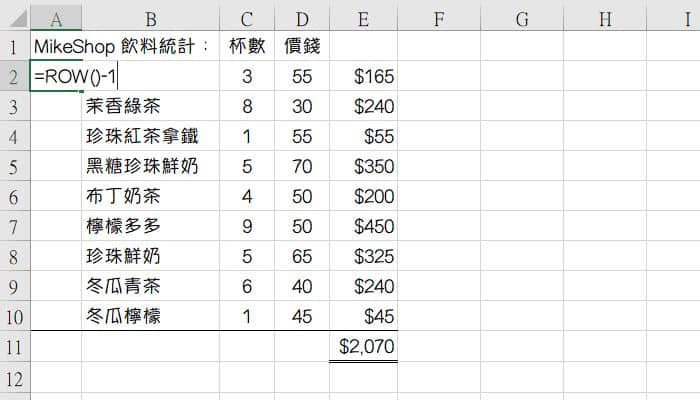 A B C D E F G H I
1 MikeShop 飲料統計： 杯數 價錢
2 =ROW()-1 3 55 $165
3 茉香綠茶 8 30 $240
4 珍珠紅茶拿鐵 1 55 $55
5 黑糖珍珠鮮奶 5 70 $350
6 布丁奶茶 4 50 $200
7 檸檬多多 9 50 $450
8 珍珠鮮奶 5 65 $325
9 冬瓜青茶 6 40 $240
10 冬瓜檸檬 1 45 $45
11 $2,070
12